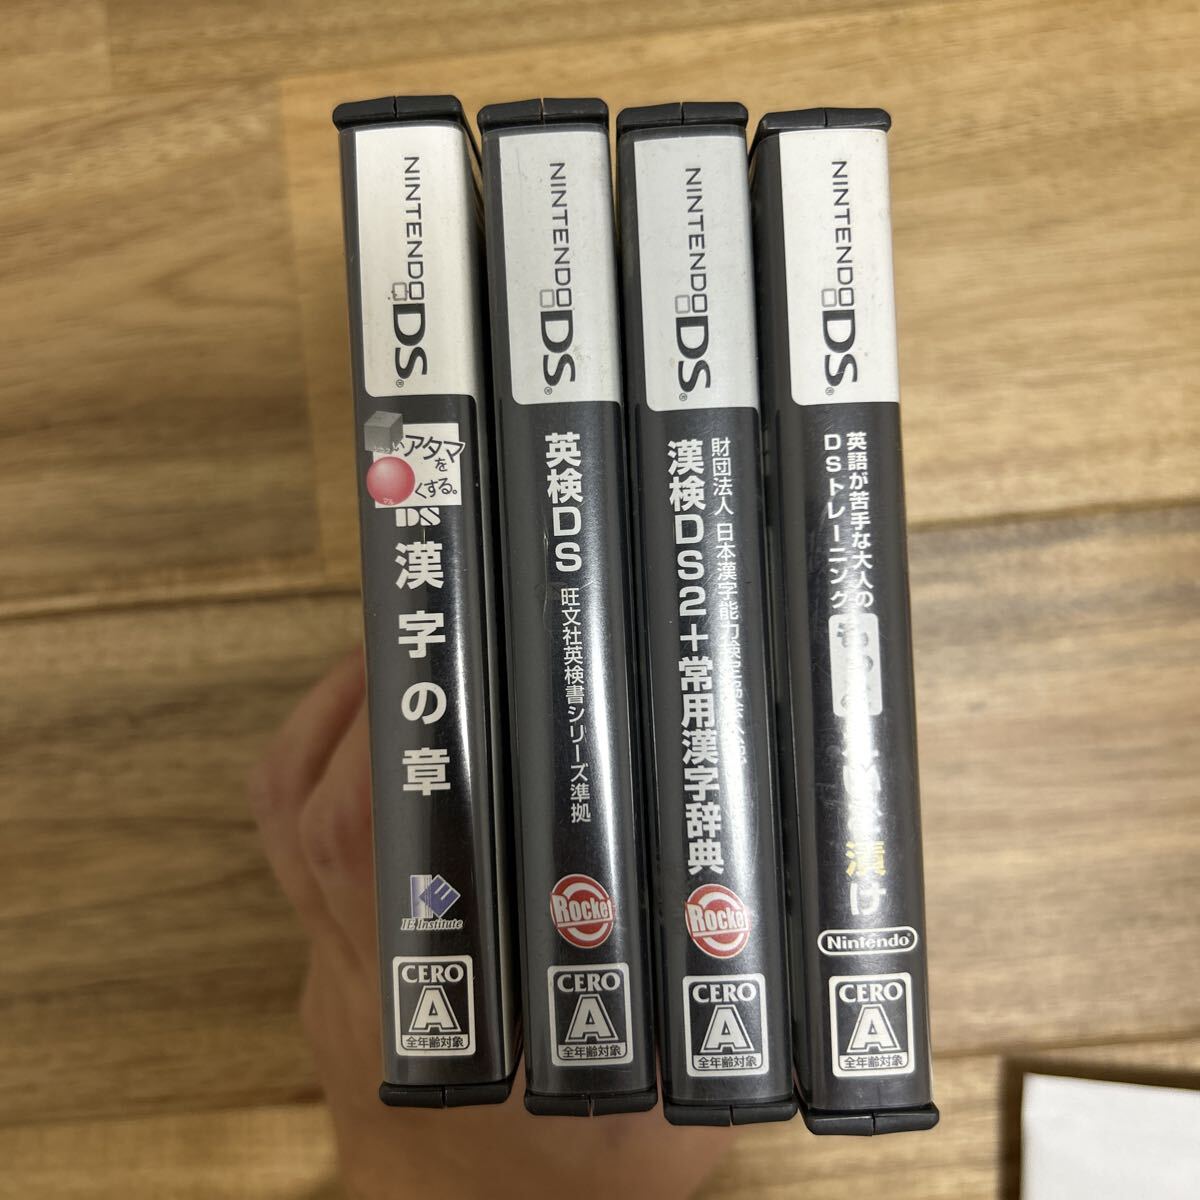 NINTENDO DS®
いアタマを
マルくする。
DS
漢字の章
IE Institute
CERO
A
全年齢対象
NINTENDO DS®
英検DS 旺文社英検書シリーズ準拠
Rocket
CERO
A
全年齢対象
NINTENDO DS®
財団法人 日本漢字能力検定協会
漢検DS2+常用漢字辞典
Rocket
CERO
A
全年齢対象
NINTENDO DS®
英語が苦手な大人の
DSトレーニング
漬け
Nintendo®
CERO
A
全年齢対象